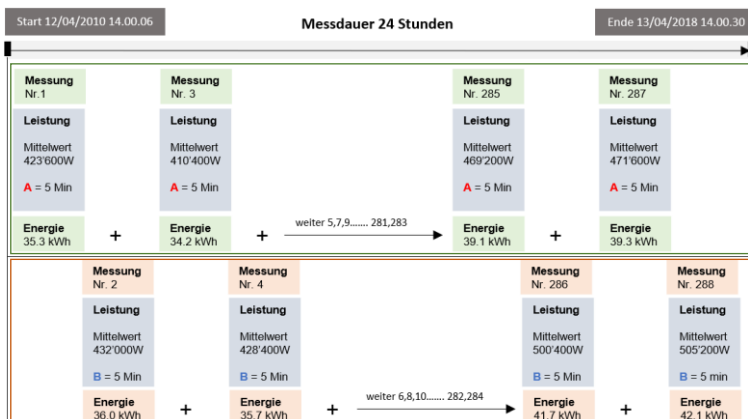 Start 12/04/2010 14.00.06
Messdauer 24 Stunden
Ende 13/04/2018 14.00.30
Messung
Nr.1
Leistung
Mittelwert
423'600W
A = 5 Min
Energie
35.3 kWh
+
Messung
Nr. 3
Leistung
Mittelwert
410'400W
A = 5 Min
Energie
34.2 kWh
+
weiter 5,7,9....... 281,283
Messung
Nr. 285
Leistung
Mittelwert
469'200W
A = 5 Min
Energie
39.1 kWh
+
Messung
Nr. 287
Leistung
Mittelwert
471'600W
A = 5 Min
Energie
39.3 kWh
Messung
Nr. 2
Leistung
Mittelwert
432'000W
B = 5 Min
Energie
36.0 kWh
+
Messung
Nr. 4
Leistung
Mittelwert
428'400W
B = 5 Min
Energie
35.7 kWh
+
weiter 6,8,10....... 282,284
Messung
Nr. 286
Leistung
Mittelwert
500'400W
B = 5 Min
Energie
41.7 kWh
+
Messung
Nr. 288
Leistung
Mittelwert
505'200W
B = 5 min
Energie
42.1 kWh